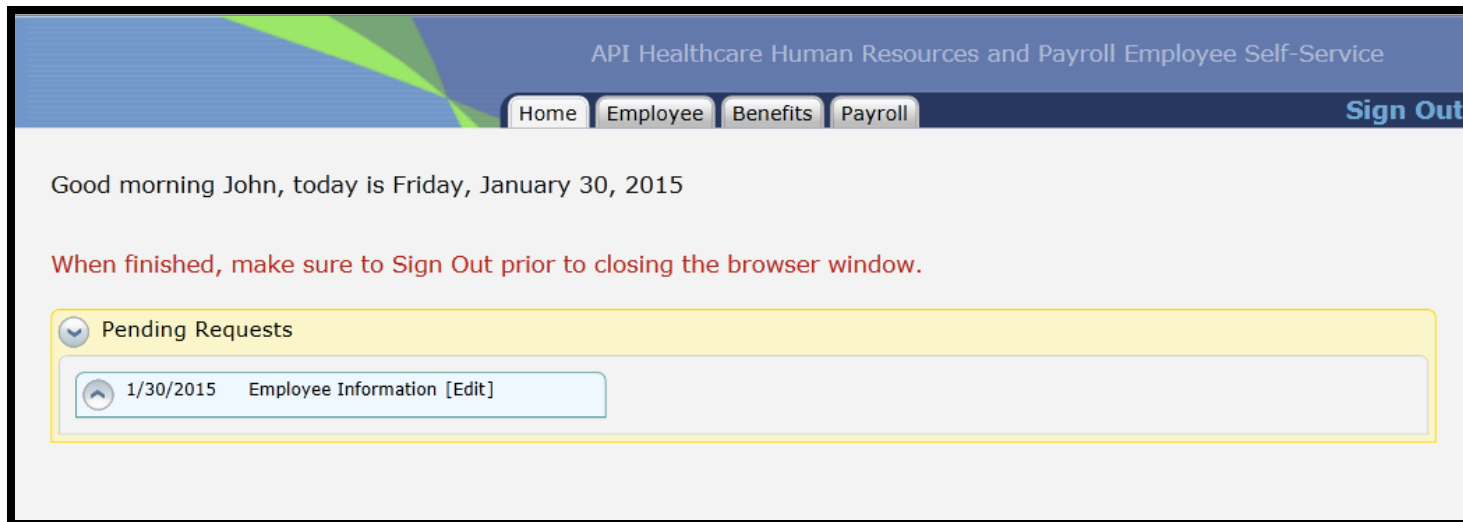 API Healthcare Human Resources and Payroll Employee Self-Service
Home Employee Benefits Payroll Sign Out
Good morning John, today is Friday, January 30, 2015
When finished, make sure to Sign Out prior to closing the browser window.
Pending Requests
1/30/2015 Employee Information [Edit]